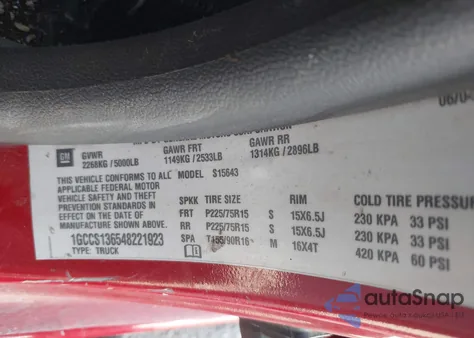 CORPORATION
06/0
GM
GVWR
2268KG / 5000LB
GAWR FRT
1149KG / 2533LB
GAWR RR
1314KG / 2896LB
THIS VEHICLE CONFORMS TO ALL
APPLICABLE FEDERAL MOTOR
VEHICLE SAFETY AND THEFT
PREVENTION STANDARDS IN
EFFECT ON THE DATE OF
MANUFACTURE SHOWN ABOVE.
1GCCS136548221923
TYPE: TRUCK
MODEL: S15643
SPKK TIRE SIZE RIM COLD TIRE PRESSUR
FRT P225/75R15 S 15X6.5J 230 KPA 33 PSI
RR P225/75R15 S 15X6.5J 230 KPA 33 PSI
SPA T155/90R16 M 16X4T 420 KPA 60 PSI
autoSnap